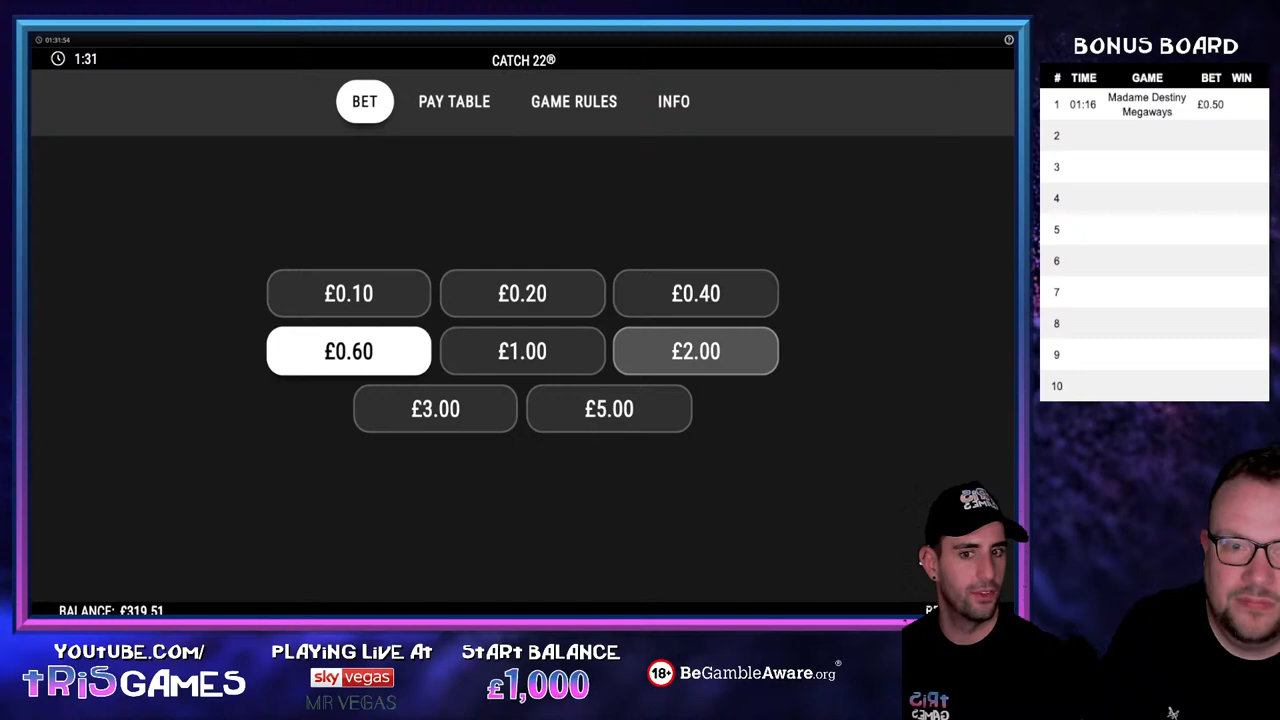 01:31:54
1:31
CATCH 22®
BET
PAY TABLE
GAME RULES
INFO
£0.10
£0.20
£0.40
£0.60
£1.00
£2.00
£3.00
£5.00
BALANCE: £319.51
BONUS BOARD
# TIME GAME BET WIN
1 01:16 Madame Destiny Megaways £0.50
2
3
4
5
6
7
8
9
10
YOUTUBE.COM/
TRISGAMES
PLAYING LIVE AT
sky vegas
MR VEGAS
START BALANCE
£1,000
18+ BeGambleAware.org®